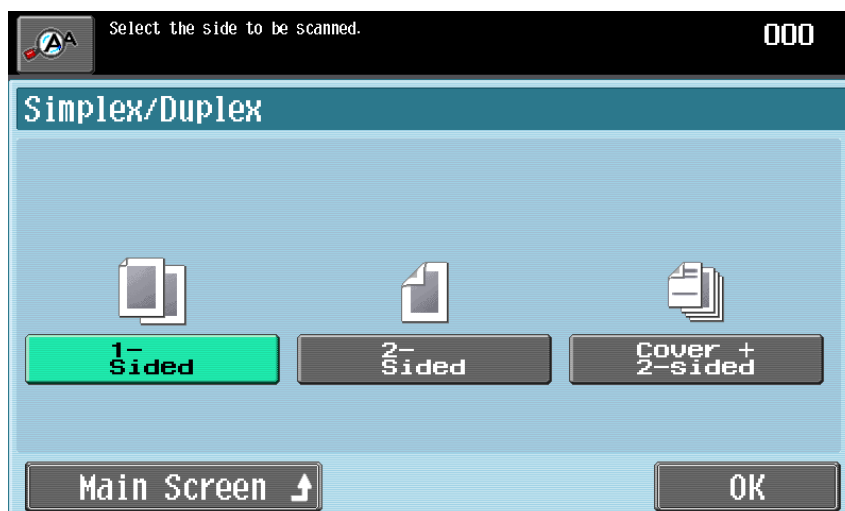 Select the side to be scanned.
000
Simplex/Duplex
1-
Sided
2-
Sided
Cover +
2-sided
Main Screen
OK